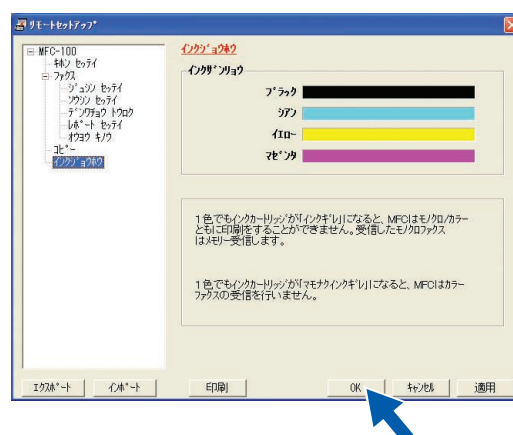 リモートセットアップ
MFC-100
ｷﾎﾝ ｾｯﾃｲ
ﾌｧｸｽ
ｼﾞｭｼﾝ ｾｯﾃｲ
ｿｳｼﾝ ｾｯﾃｲ
ﾃﾞﾝﾜﾁｮｳ ﾄｳﾛｸ
ﾚﾎﾟｰﾄ ｾｯﾃｲ
ｵｳﾖｳ ｷﾉｳ
ｺﾋﾟｰ
ｲﾝｸｼﾞｮｳﾎｳ
ｲﾝｸｼﾞｮｳﾎｳ
ｲﾝｸｻﾞﾝﾘｮｳ
ﾌﾞﾗｯｸ
ｼｱﾝ
ｲｴﾛｰ
ﾏｾﾞﾝﾀ
1色でもインクカートリッジが「インクギレ」になると、MFCはモノクロ/カラー
ともに印刷をすることができません。受信したモノクロファクス
はメモリー受信します。
1色でもインクカートリッジが「マモナクインクギレ」になると、MFCはカラー
ファクスの受信を行いません。
ｴｸｽﾎﾟｰﾄ ｲﾝﾎﾟｰﾄ 印刷 OK ｷｬﾝｾﾙ 適用